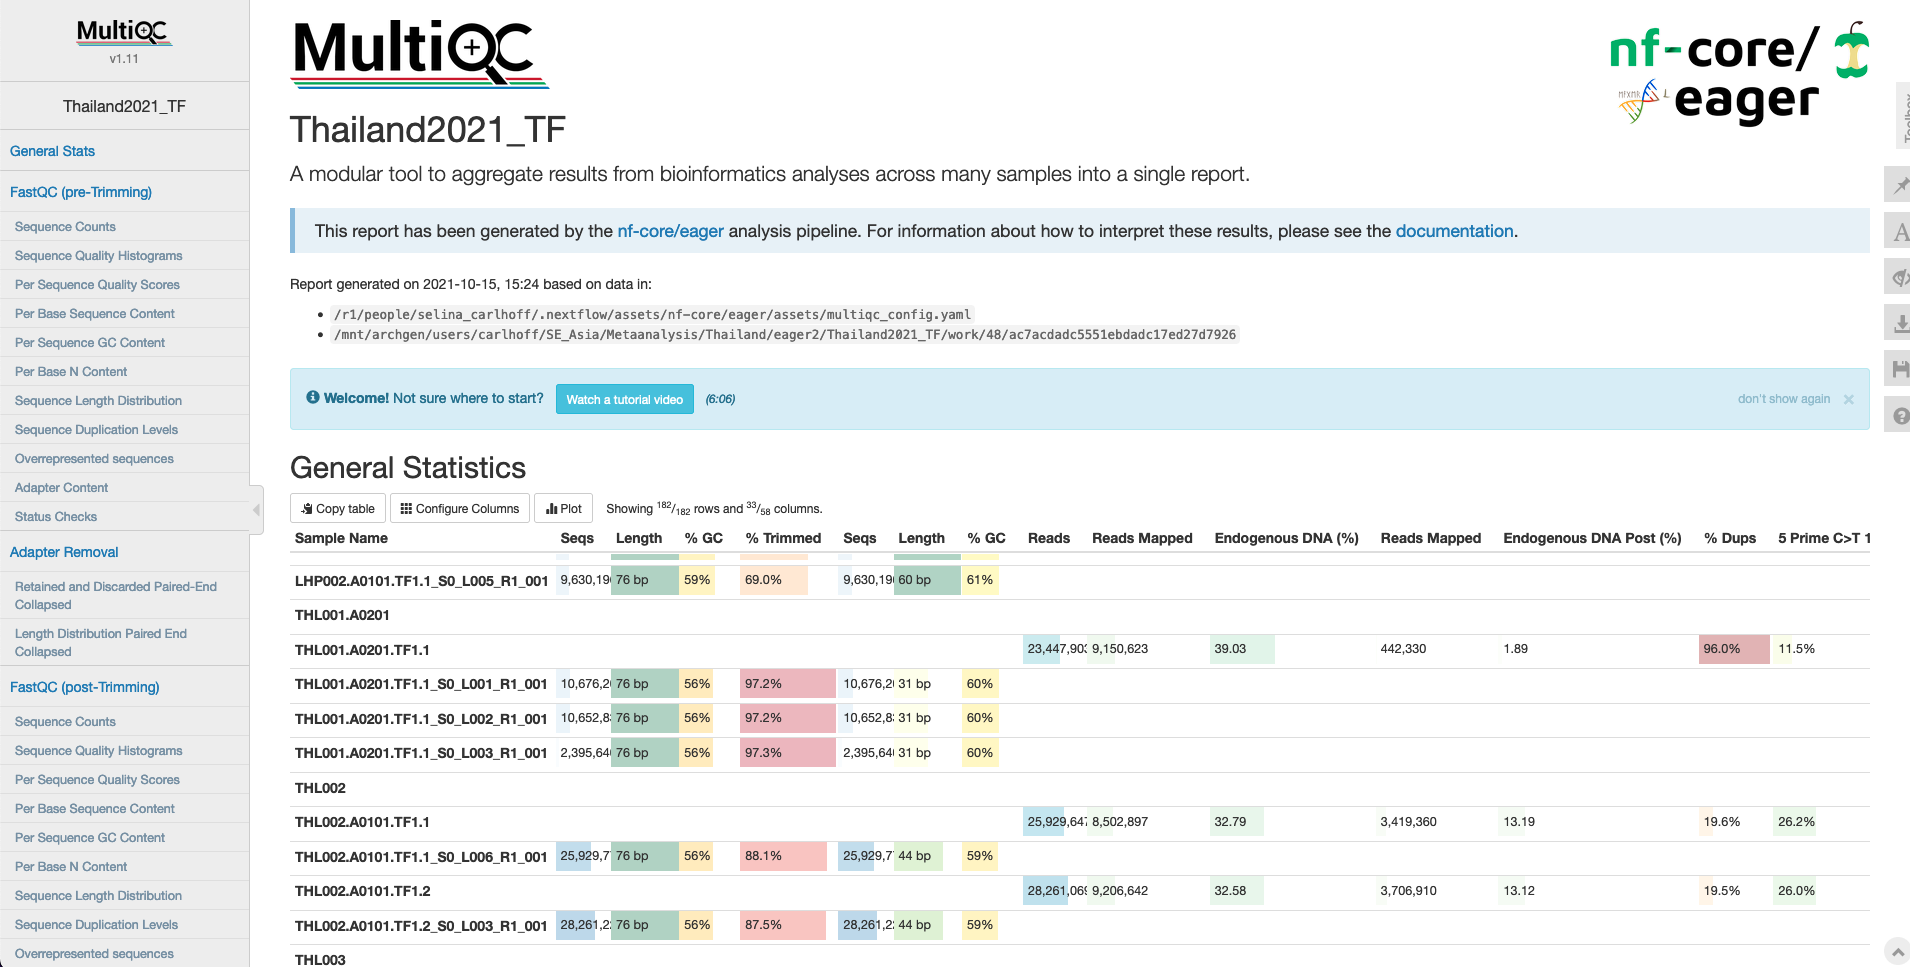 MultiQC
v1.11
Thailand2021_TF
General Stats
FastQC (pre-Trimming)
Sequence Counts
Sequence Quality Histograms
Per Sequence Quality Scores
Per Base Sequence Content
Per Sequence GC Content
Per Base N Content
Sequence Length Distribution
Sequence Duplication Levels
Overrepresented sequences
Adapter Content
Status Checks
Adapter Removal
Retained and Discarded Paired-End
Collapsed
Length Distribution Paired End
Collapsed
FastQC (post-Trimming)
Sequence Counts
Sequence Quality Histograms
Per Sequence Quality Scores
Per Base Sequence Content
Per Sequence GC Content
Per Base N Content
Sequence Length Distribution
Sequence Duplication Levels
Overrepresented sequences
MultiQC
nf-core/
eager
Toolbox
Thailand2021_TF
A modular tool to aggregate results from bioinformatics analyses across many samples into a single report.
This report has been generated by the nf-core/eager analysis pipeline. For information about how to interpret these results, please see the documentation.
Report generated on 2021-10-15, 15:24 based on data in:
• /r1/people/selina_carlhoff/.nextflow/assets/nf-core/eager/assets/multiqc_config.yaml
• /mnt/archgen/users/carlhoff/SE_Asia/Metaanalysis/Thailand/eager2/Thailand2021_TF/work/48/ac7acdadc5551ebdadc17ed27d7926
Welcome! Not sure where to start? Watch a tutorial video (6:06) don't show again ×
General Statistics
Copy table Configure Columns Plot Showing 182/182 rows and 33/58 columns.
Sample Name Seqs Length % GC % Trimmed Seqs Length % GC Reads Reads Mapped Endogenous DNA (%) Reads Mapped Endogenous DNA Post (%) % Dups 5 Prime C>T 1
LHP002.A0101.TF1.1_S0_L005_R1_001 9,630,19 76 bp 59% 69.0% 9,630,19 60 bp 61%
THL001.A0201
THL001.A0201.TF1.1 23,447,90 9,150,623 39.03 442,330 1.89 96.0% 11.5%
THL001.A0201.TF1.1_S0_L001_R1_001 10,676,2 76 bp 56% 97.2% 10,676,2 31 bp 60%
THL001.A0201.TF1.1_S0_L002_R1_001 10,652,8 76 bp 56% 97.2% 10,652,8 31 bp 60%
THL001.A0201.TF1.1_S0_L003_R1_001 2,395,64 76 bp 56% 97.3% 2,395,64 31 bp 60%
THL002
THL002.A0101.TF1.1 25,929,64 8,502,897 32.79 3,419,360 13.19 19.6% 26.2%
THL002.A0101.TF1.1_S0_L006_R1_001 25,929,7 76 bp 56% 88.1% 25,929,7 44 bp 59%
THL002.A0101.TF1.2 28,261,06 9,206,642 32.58 3,706,910 13.12 19.5% 26.0%
THL002.A0101.TF1.2_S0_L003_R1_001 28,261,2 76 bp 56% 87.5% 28,261,2 44 bp 59%
THL003